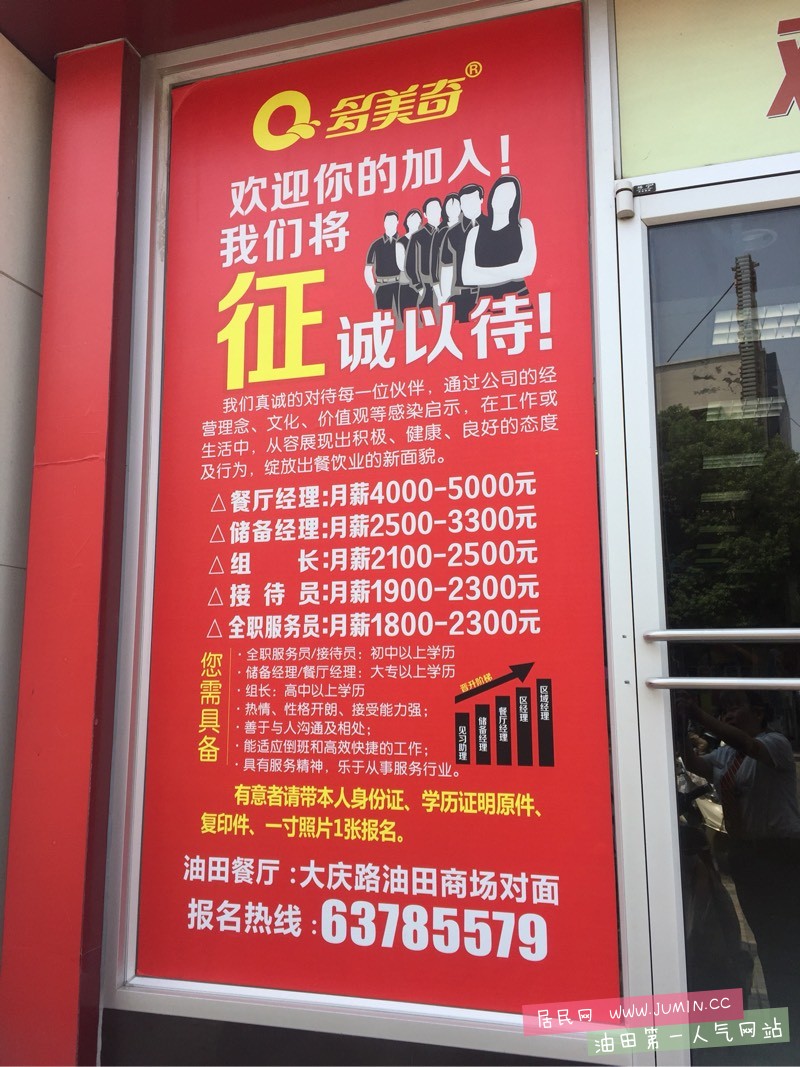 多美奇®
欢迎你的加入！
我们将
征诚以待！
我们真诚的对待每一位伙伴，通过公司的经
营理念、文化、价值观等感染启示，在工作或
生活中，从容展现出积极、健康、良好的态度
及行为，绽放出餐饮业的新面貌。
△餐厅经理:月薪4000-5000元
△储备经理:月薪2500-3300元
△组长:月薪2100-2500元
△接待员:月薪1900-2300元
△全职服务员:月薪1800-2300元
您需具备
·全职服务员/接待员：初中以上学历
·储备经理/餐厅经理：大专以上学历
·组长：高中以上学历
·热情、性格开朗、接受能力强；
·善于与人沟通及相处；
·能适应倒班和高效快捷的工作；
·具有服务精神，乐于从事服务行业。
晋升阶梯
见习助理
储备经理
餐厅经理
区经理
区域经理
有意者请带本人身份证、学历证明原件、
复印件、一寸照片1张报名。
油田餐厅：大庆路油田商场对面
报名热线：63785579
居民网 WWW.JUMIN.CC
油田第一人气网站